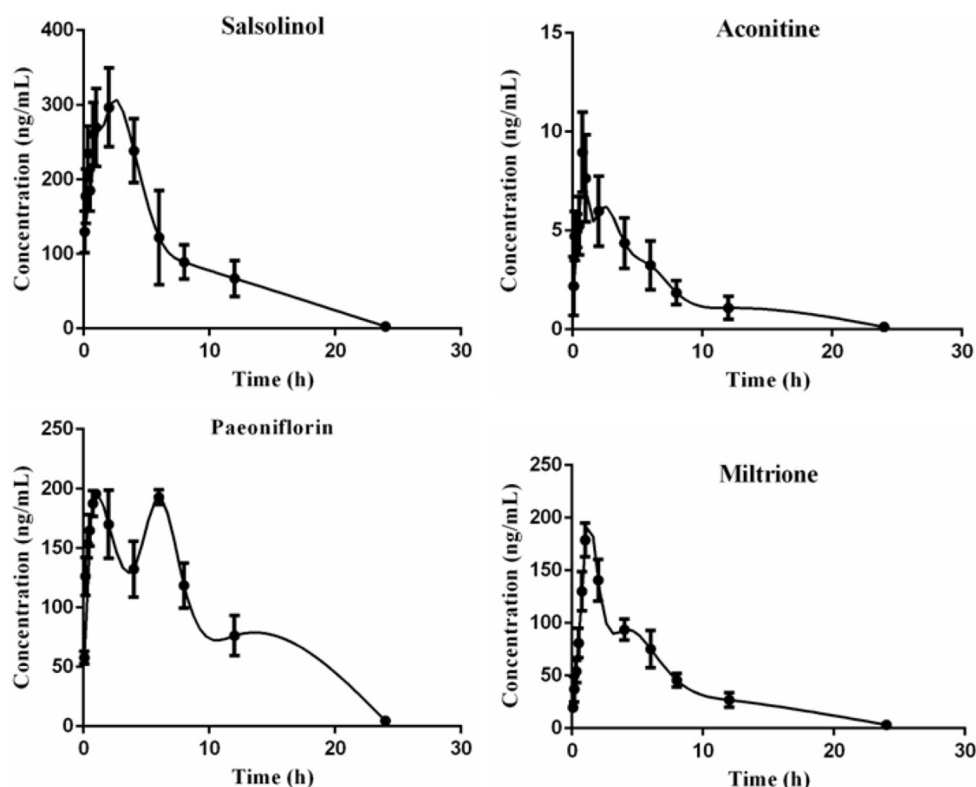 Salsolinol
Concentration (ng/mL)
400
300
200
100
0
0 10 20 30
Time (h)
Aconitine
Concentration (ng/mL)
15
10
5
0
0 10 20 30
Time (h)
Paeoniflorin
Concentration (ng/mL)
250
200
150
100
50
0
0 10 20 30
Time (h)
Miltrione
Concentration (ng/mL)
250
200
150
100
50
0
0 10 20 30
Time (h)